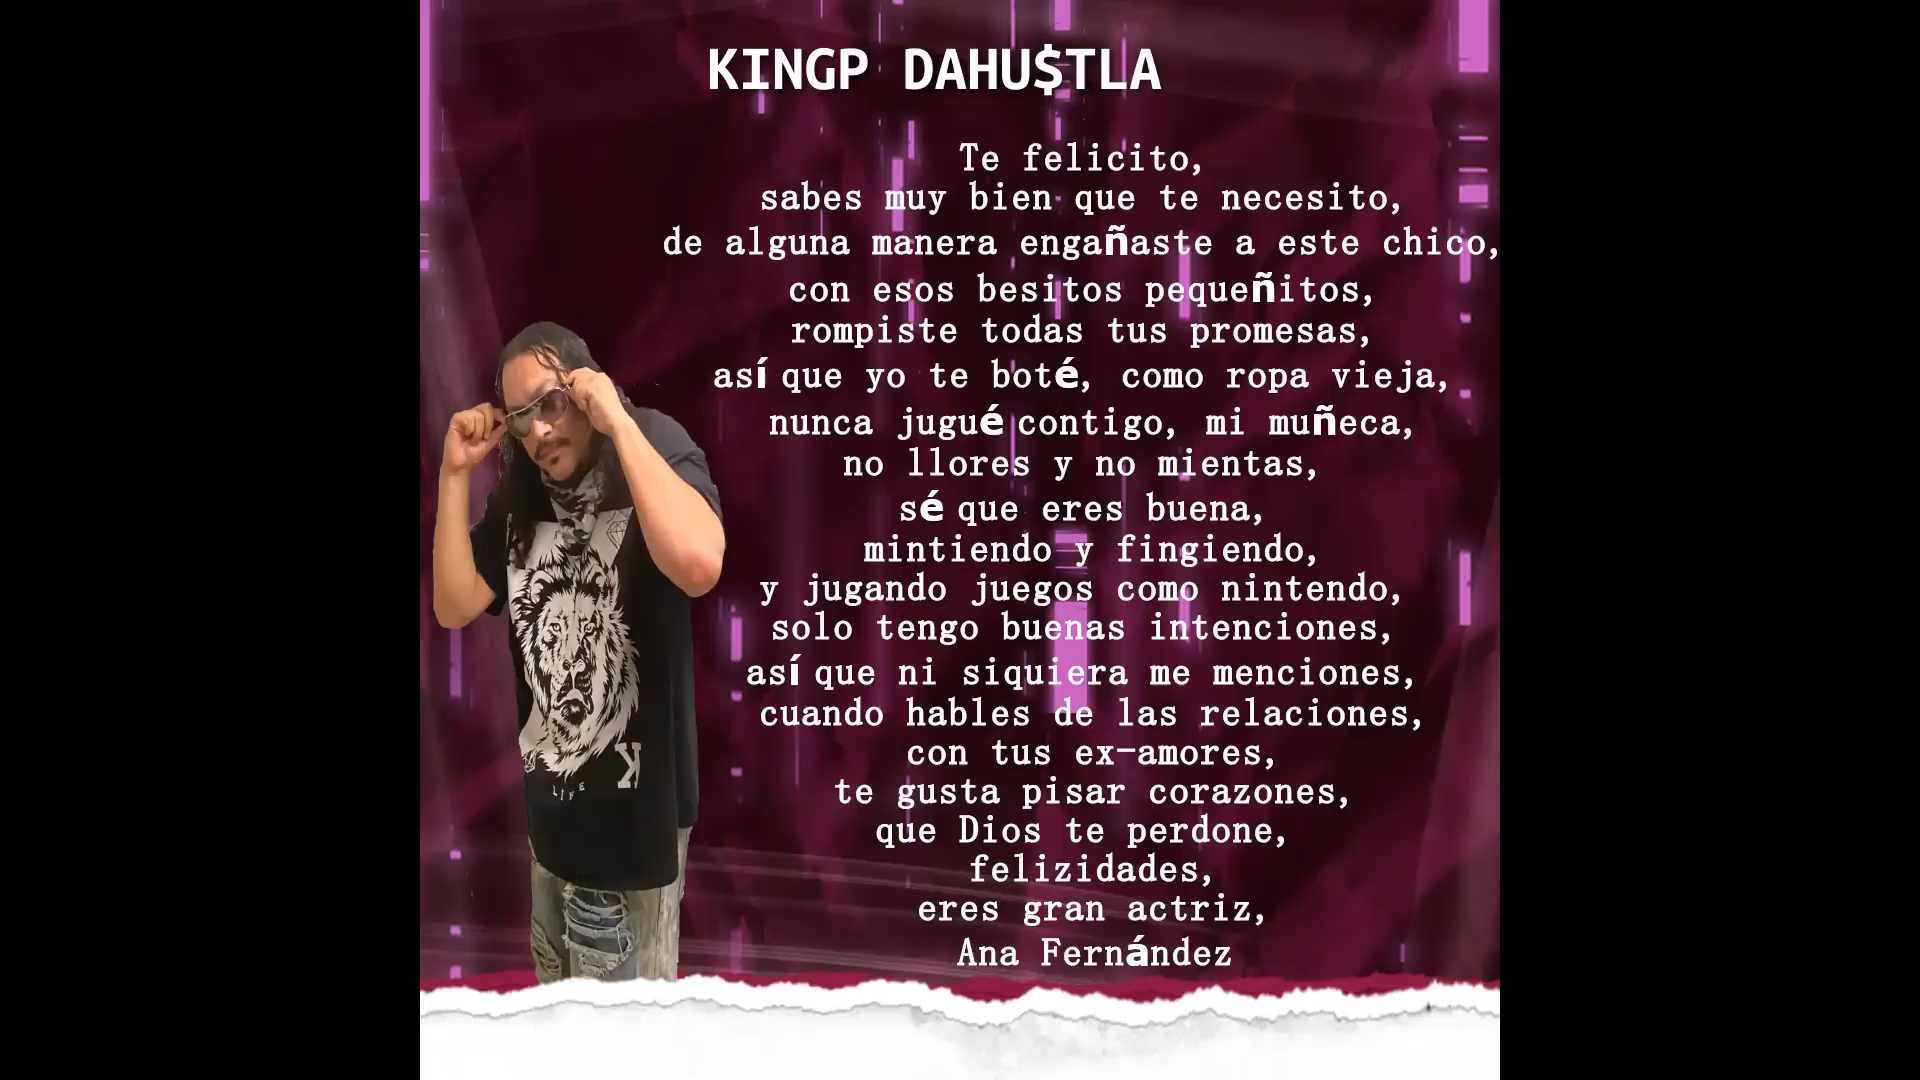 KINGP DAHU$TLA
Te felicito,
sabes muy bien que te necesito,
de alguna manera engañaste a este chico,
con esos besitos pequeñitos,
rompiste todas tus promesas,
así que yo te boté, como ropa vieja,
nunca jugué contigo, mi muñeca,
no llores y no mientas,
sé que eres buena,
mintiendo y fingiendo,
y jugando juegos como nintendo,
solo tengo buenas intenciones,
así que ni siquiera me menciones,
cuando hables de las relaciones,
con tus ex-amores,
te gusta pisar corazones,
que Dios te perdone,
felizidades,
eres gran actriz,
Ana Fernández
K
LIFE